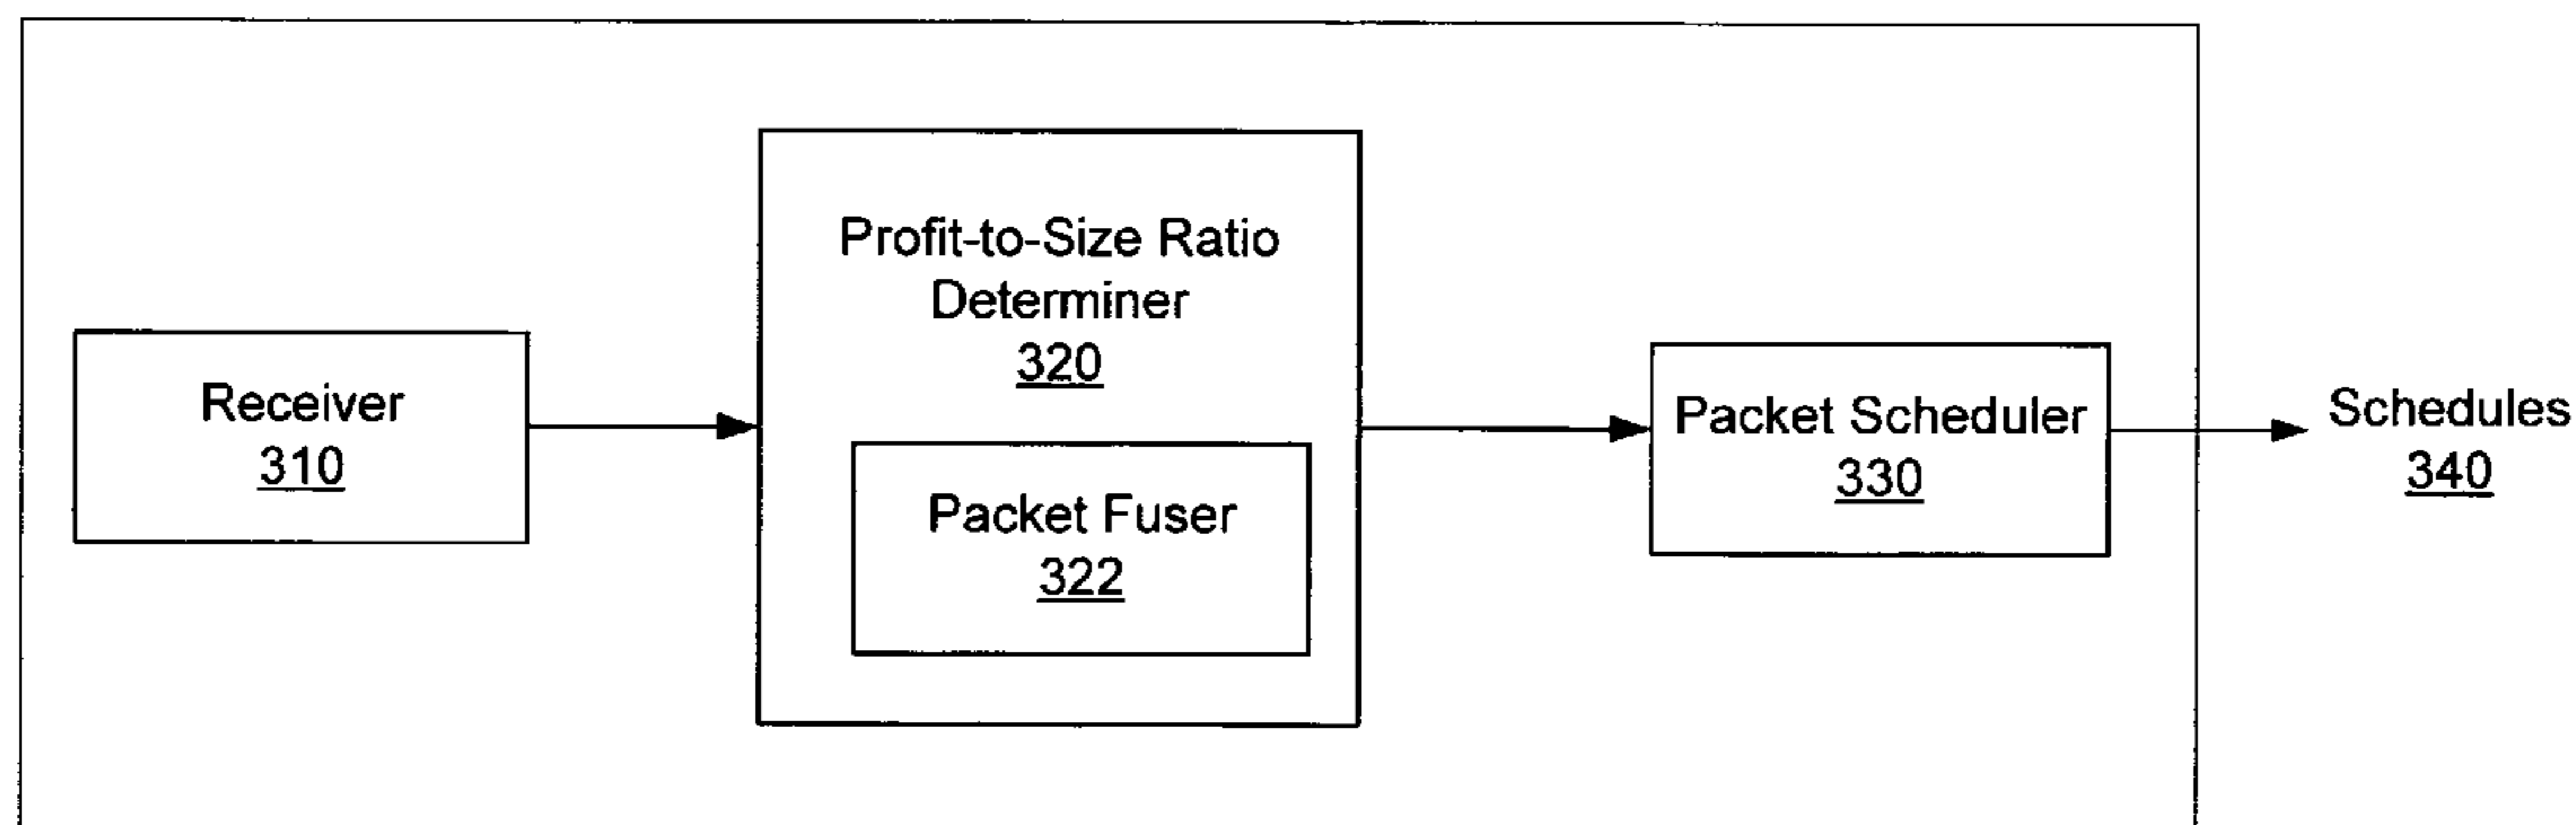 Receiver
310
Profit-to-Size Ratio
Determiner
320
Packet Fuser
322
Packet Scheduler
330
Schedules
340